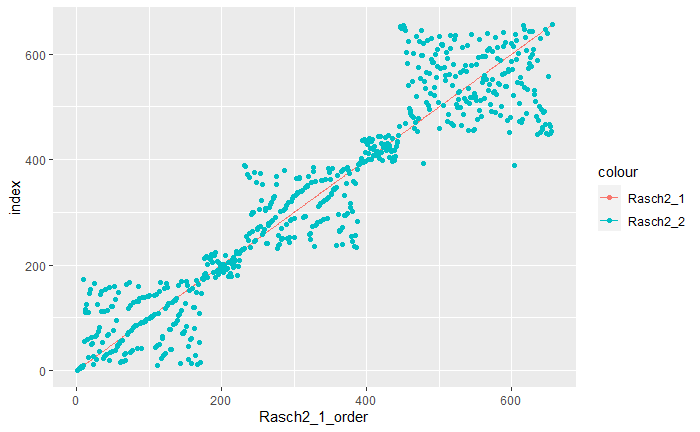 600
400
200
0
index
0 200 400 600
Rasch2_1_order
colour
Rasch2_1
Rasch2_2